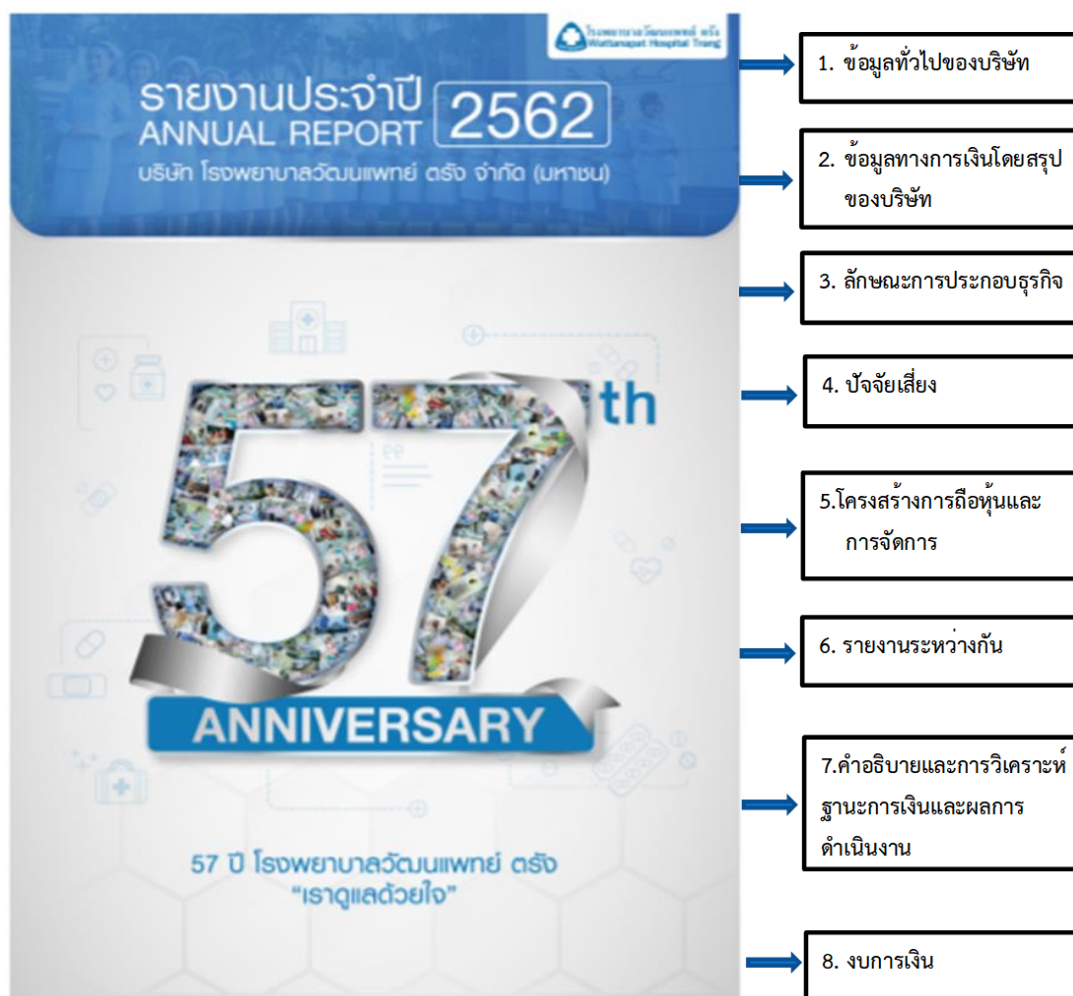 โรงพยาบาลวัฒนแพทย์ ตรัง
Wattanapat Hospital Trang
รายงานประจำปี
ANNUAL REPORT
2562
บริษัท โรงพยาบาลวัฒนแพทย์ ตรัง จำกัด (มหาชน)
57th
ANNIVERSARY
57 ปี โรงพยาบาลวัฒนแพทย์ ตรัง
“เราดูแลด้วยใจ”
1. ข้อมูลทั่วไปของบริษัท
2. ข้อมูลทางการเงินโดยสรุป
ของบริษัท
3. ลักษณะการประกอบธุรกิจ
4. ปัจจัยเสี่ยง
5.โครงสร้างการถือหุ้นและ
การจัดการ
6. รายงานระหว่างกัน
7.คำอธิบายและการวิเคราะห์
ฐานะการเงินและผลการ
ดำเนินงาน
8. งบการเงิน